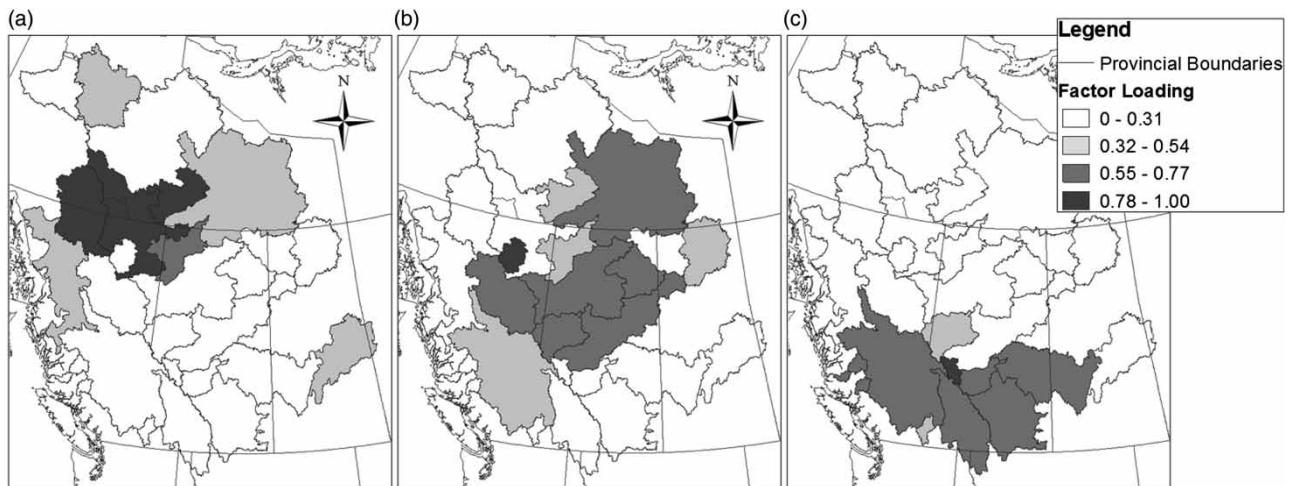 (a)
(b)
(c)
N
N
Legend
Provincial Boundaries
Factor Loading
0 - 0.31
0.32 - 0.54
0.55 - 0.77
0.78 - 1.00